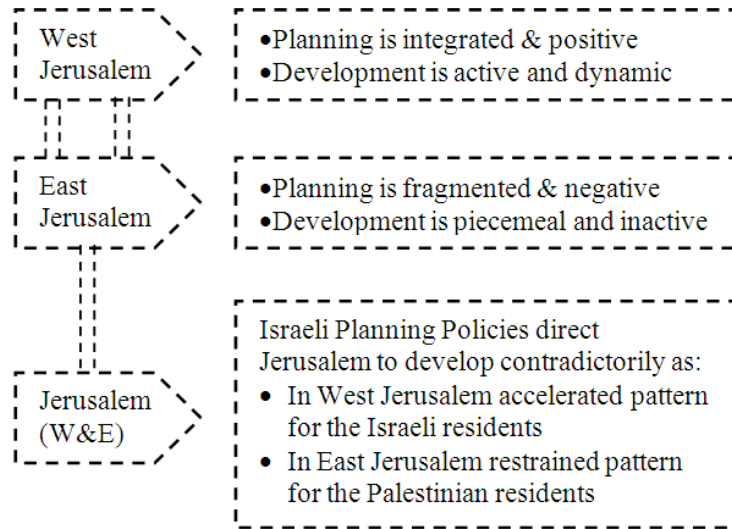 West
Jerusalem
•Planning is integrated & positive
•Development is active and dynamic
East
Jerusalem
•Planning is fragmented & negative
•Development is piecemeal and inactive
Jerusalem
(W&E)
Israeli Planning Policies direct
Jerusalem to develop contradictorily as:
• In West Jerusalem accelerated pattern
for the Israeli residents
• In East Jerusalem restrained pattern
for the Palestinian residents